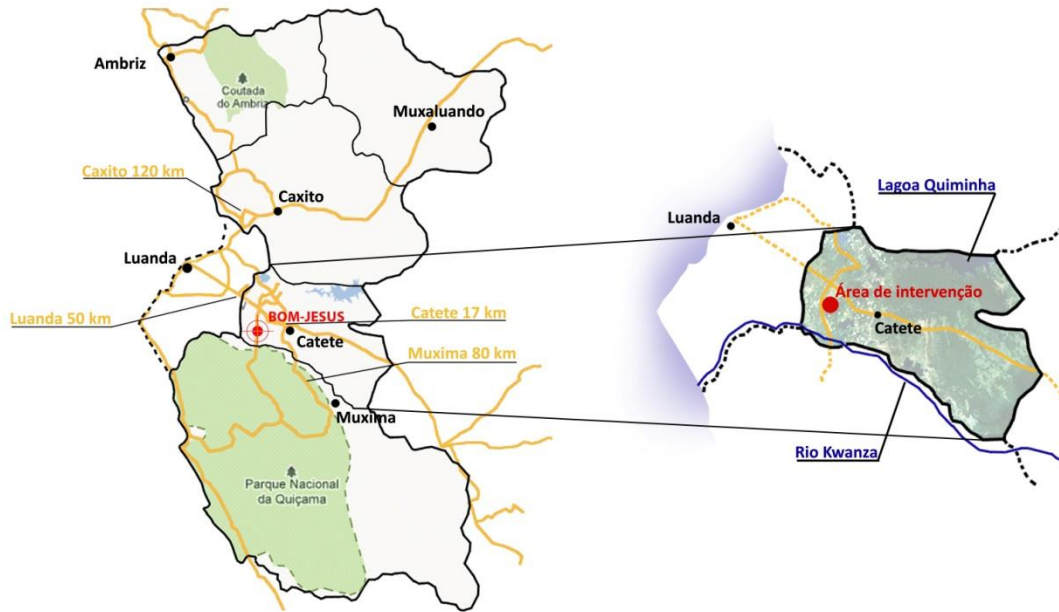 Ambriz
Coutada
do Ambriz
Muxaluando
Caxito 120 km
Caxito
Luanda
Luanda 50 km
BOM-JESUS
Catete 17 km
Catete
Muxima 80 km
Muxima
Parque Nacional
da Quiçama
Lagoa Quiminha
Luanda
Área de intervenção
Catete
Rio Kwanza